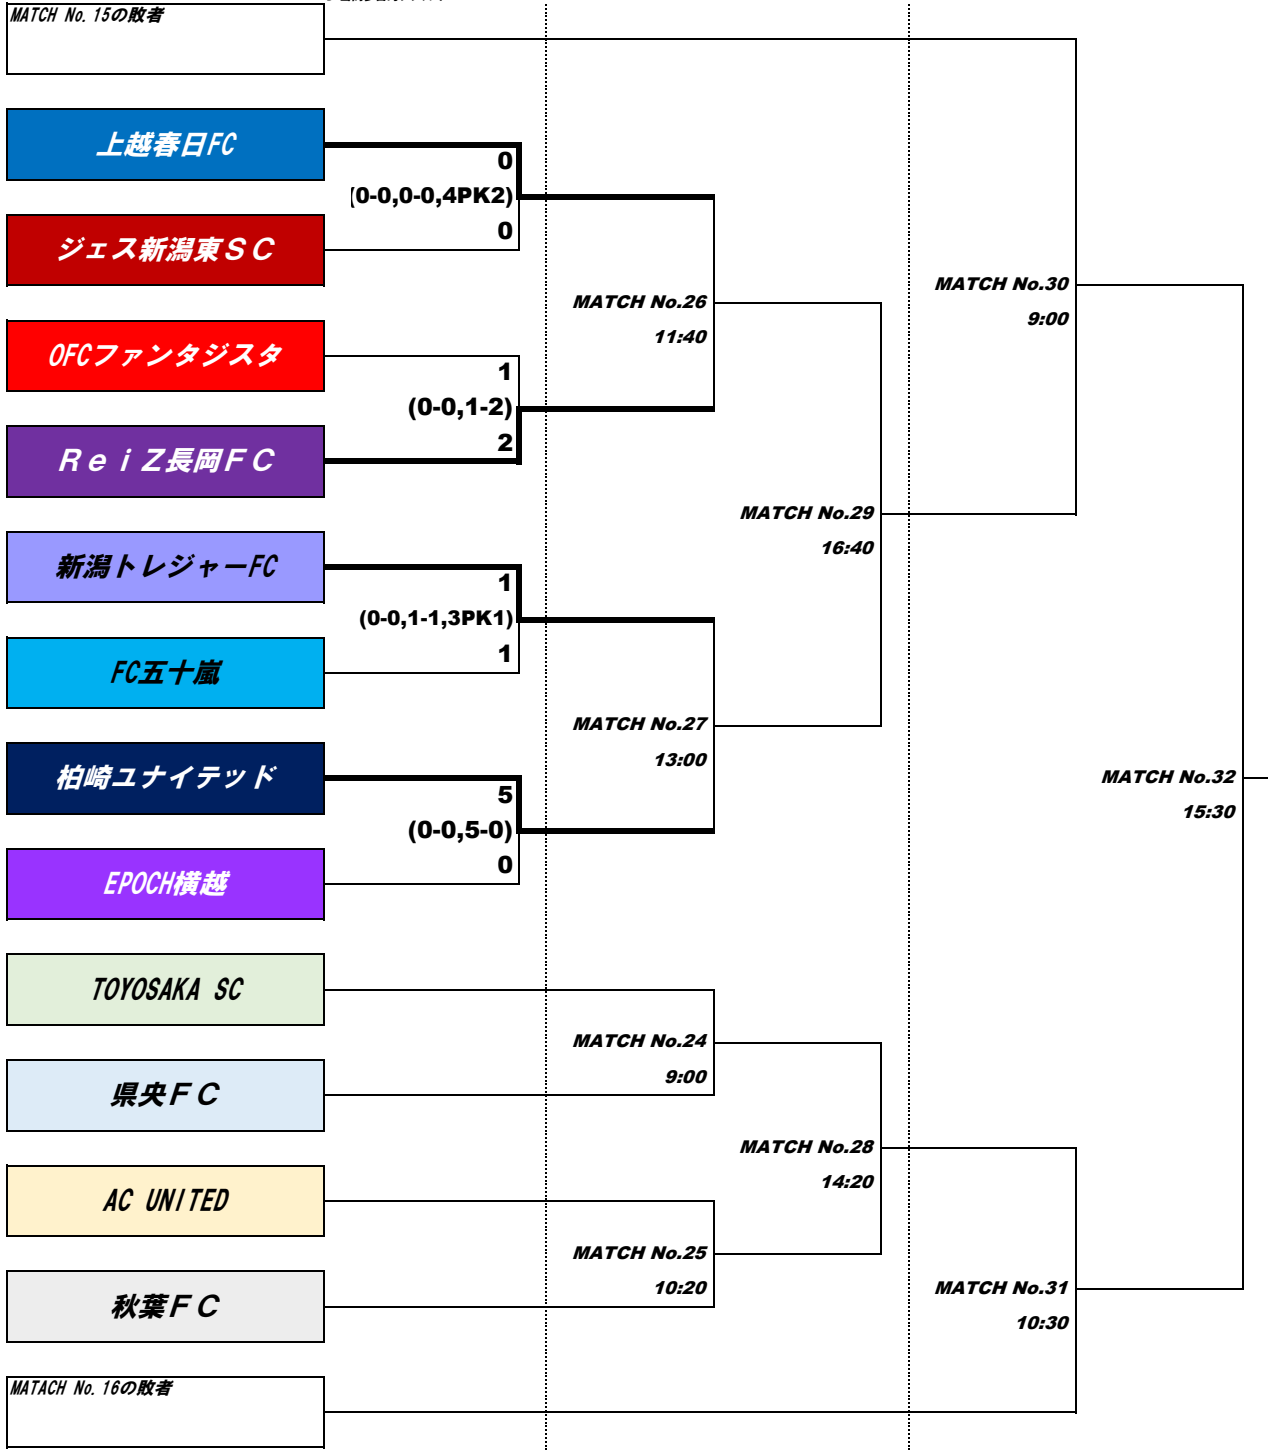 MATCH No.15の敗者
上越春日FC
0
(0-0,0-0,4PK2)
0
ジェス新潟東ＳＣ
MATCH No.26
11:40
MATCH No.30
9:00
OFCファンタジスタ
1
(0-0,1-2)
2
ＲｅｉＺ長岡ＦＣ
MATCH No.29
16:40
新潟トレジャーFC
1
(0-0,1-1,3PK1)
1
FC五十嵐
MATCH No.27
13:00
柏崎ユナイテッド
5
(0-0,5-0)
0
MATCH No.32
15:30
EPOCH横越
TOYOSAKA SC
MATCH No.24
9:00
県央ＦＣ
MATCH No.28
14:20
AC UNITED
MATCH No.25
10:20
秋葉ＦＣ
MATCH No.31
10:30
MATACH No.16の敗者